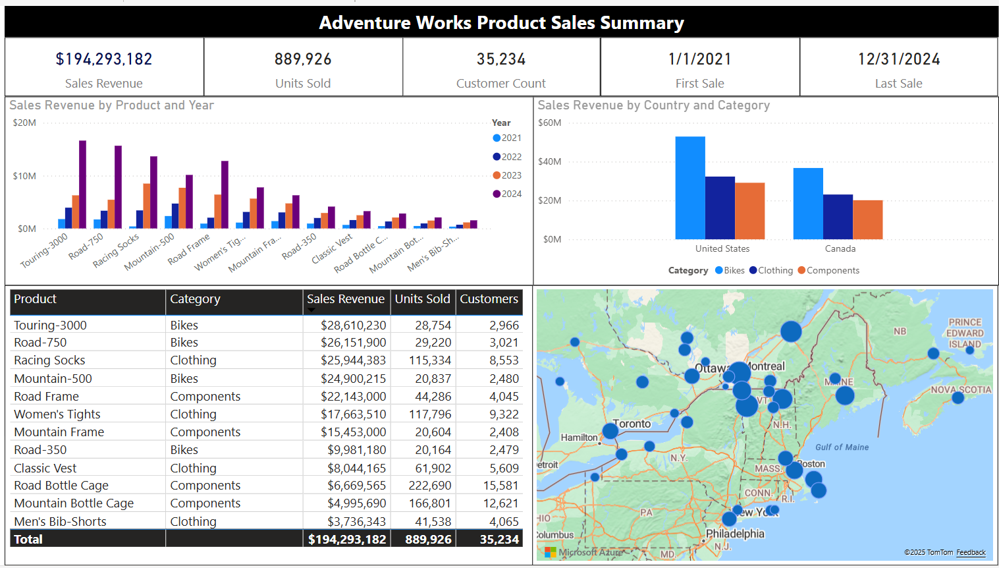 Adventure Works Product Sales Summary
$194,293,182
Sales Revenue
889,926
Units Sold
35,234
Customer Count
1/1/2021
First Sale
12/31/2024
Last Sale
Sales Revenue by Product and Year
$20M
$10M
$0M
Touring-3000
Road-750
Racing Socks
Mountain-500
Road Frame
Women's Tig...
Mountain Fra...
Road-350
Classic Vest
Road Bottle C...
Mountain Bot...
Men's Bib-Sh...
Year
2021
2022
2023
2024
Sales Revenue by Country and Category
$60M
$40M
$20M
$0M
United States
Canada
Category Bikes Clothing Components
Product Category Sales Revenue Units Sold Customers
Touring-3000 Bikes $28,610,230 28,754 2,966
Road-750 Bikes $26,151,900 29,220 3,021
Racing Socks Clothing $25,944,383 115,334 8,553
Mountain-500 Bikes $24,900,215 20,837 2,480
Road Frame Components $22,143,000 44,286 4,045
Women's Tights Clothing $17,663,510 117,796 9,322
Mountain Frame Components $15,453,000 20,604 2,408
Road-350 Bikes $9,981,180 20,164 2,479
Classic Vest Clothing $8,044,165 61,902 5,609
Road Bottle Cage Components $6,669,565 222,690 15,581
Mountain Bottle Cage Components $4,995,690 166,801 12,621
Men's Bib-Shorts Clothing $3,736,343 41,538 4,065
Total $194,293,182 889,926 35,234
NB
PRINCE
EDWARD
ISLAND
Ottawa
Montreal
MAINE
NOVA SCOTIA
VT
N.H.
Toronto
Hamilton
Gulf of Maine
N.Y.
etroit
MASS.
Boston
CONN.
R.I.
PA
New York
HIO
olumbus
Philadelphia
N.J.
MD.
Microsoft Azure
©2025 TomTom Feedback